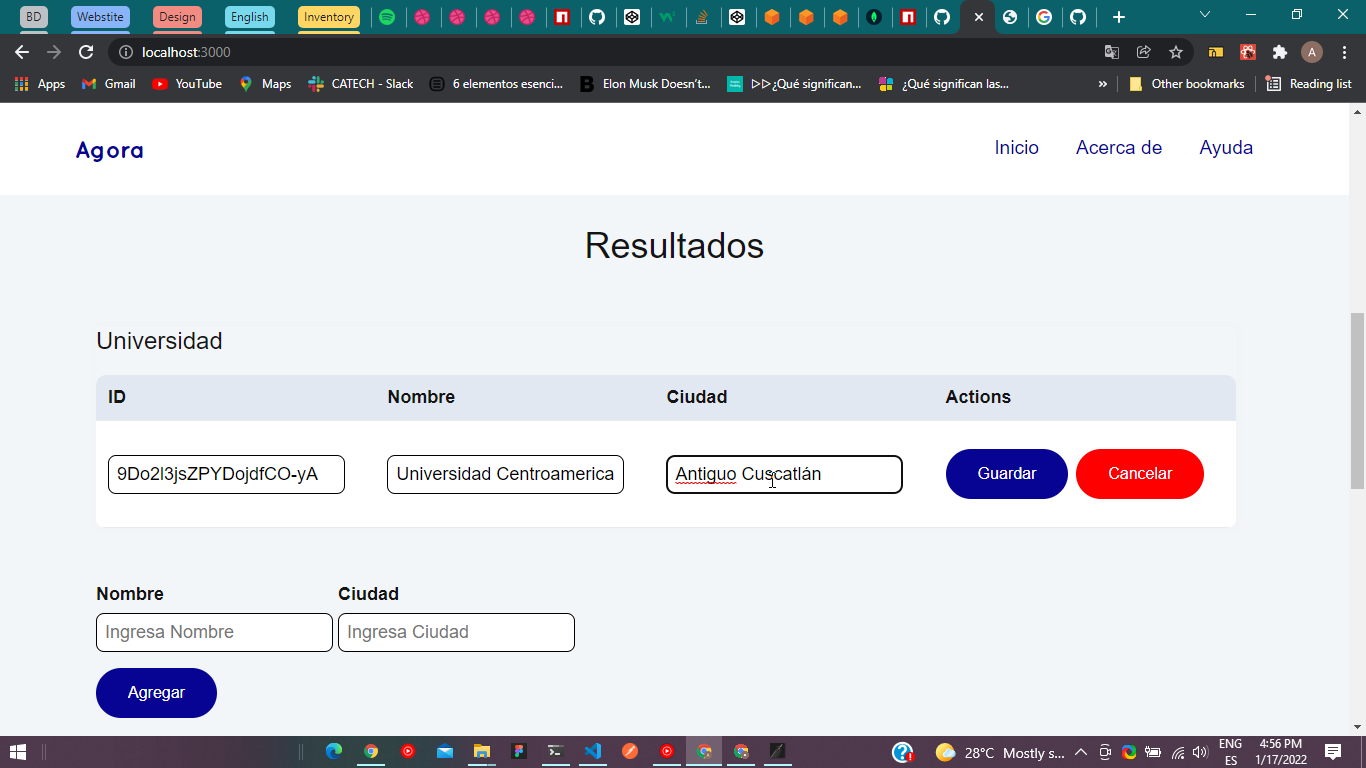 BD Webstite Design English Inventory
localhost:3000
Apps Gmail YouTube Maps CATECH - Slack 6 elementos esenci... Elon Musk Doesn't... ▷▷¿Qué significan... ¿Qué significan las... » Other bookmarks Reading list
Agora Inicio Acerca de Ayuda
Resultados
Universidad
ID Nombre Ciudad Actions
9Do2l3jsZPYDojdfCO-yA Universidad Centroamerica Antiguo Cuscatlán Guardar Cancelar
Nombre Ciudad
Ingresa Nombre Ingresa Ciudad
Agregar
28°C Mostly s... ENG 4:56 PM
ES 1/17/2022